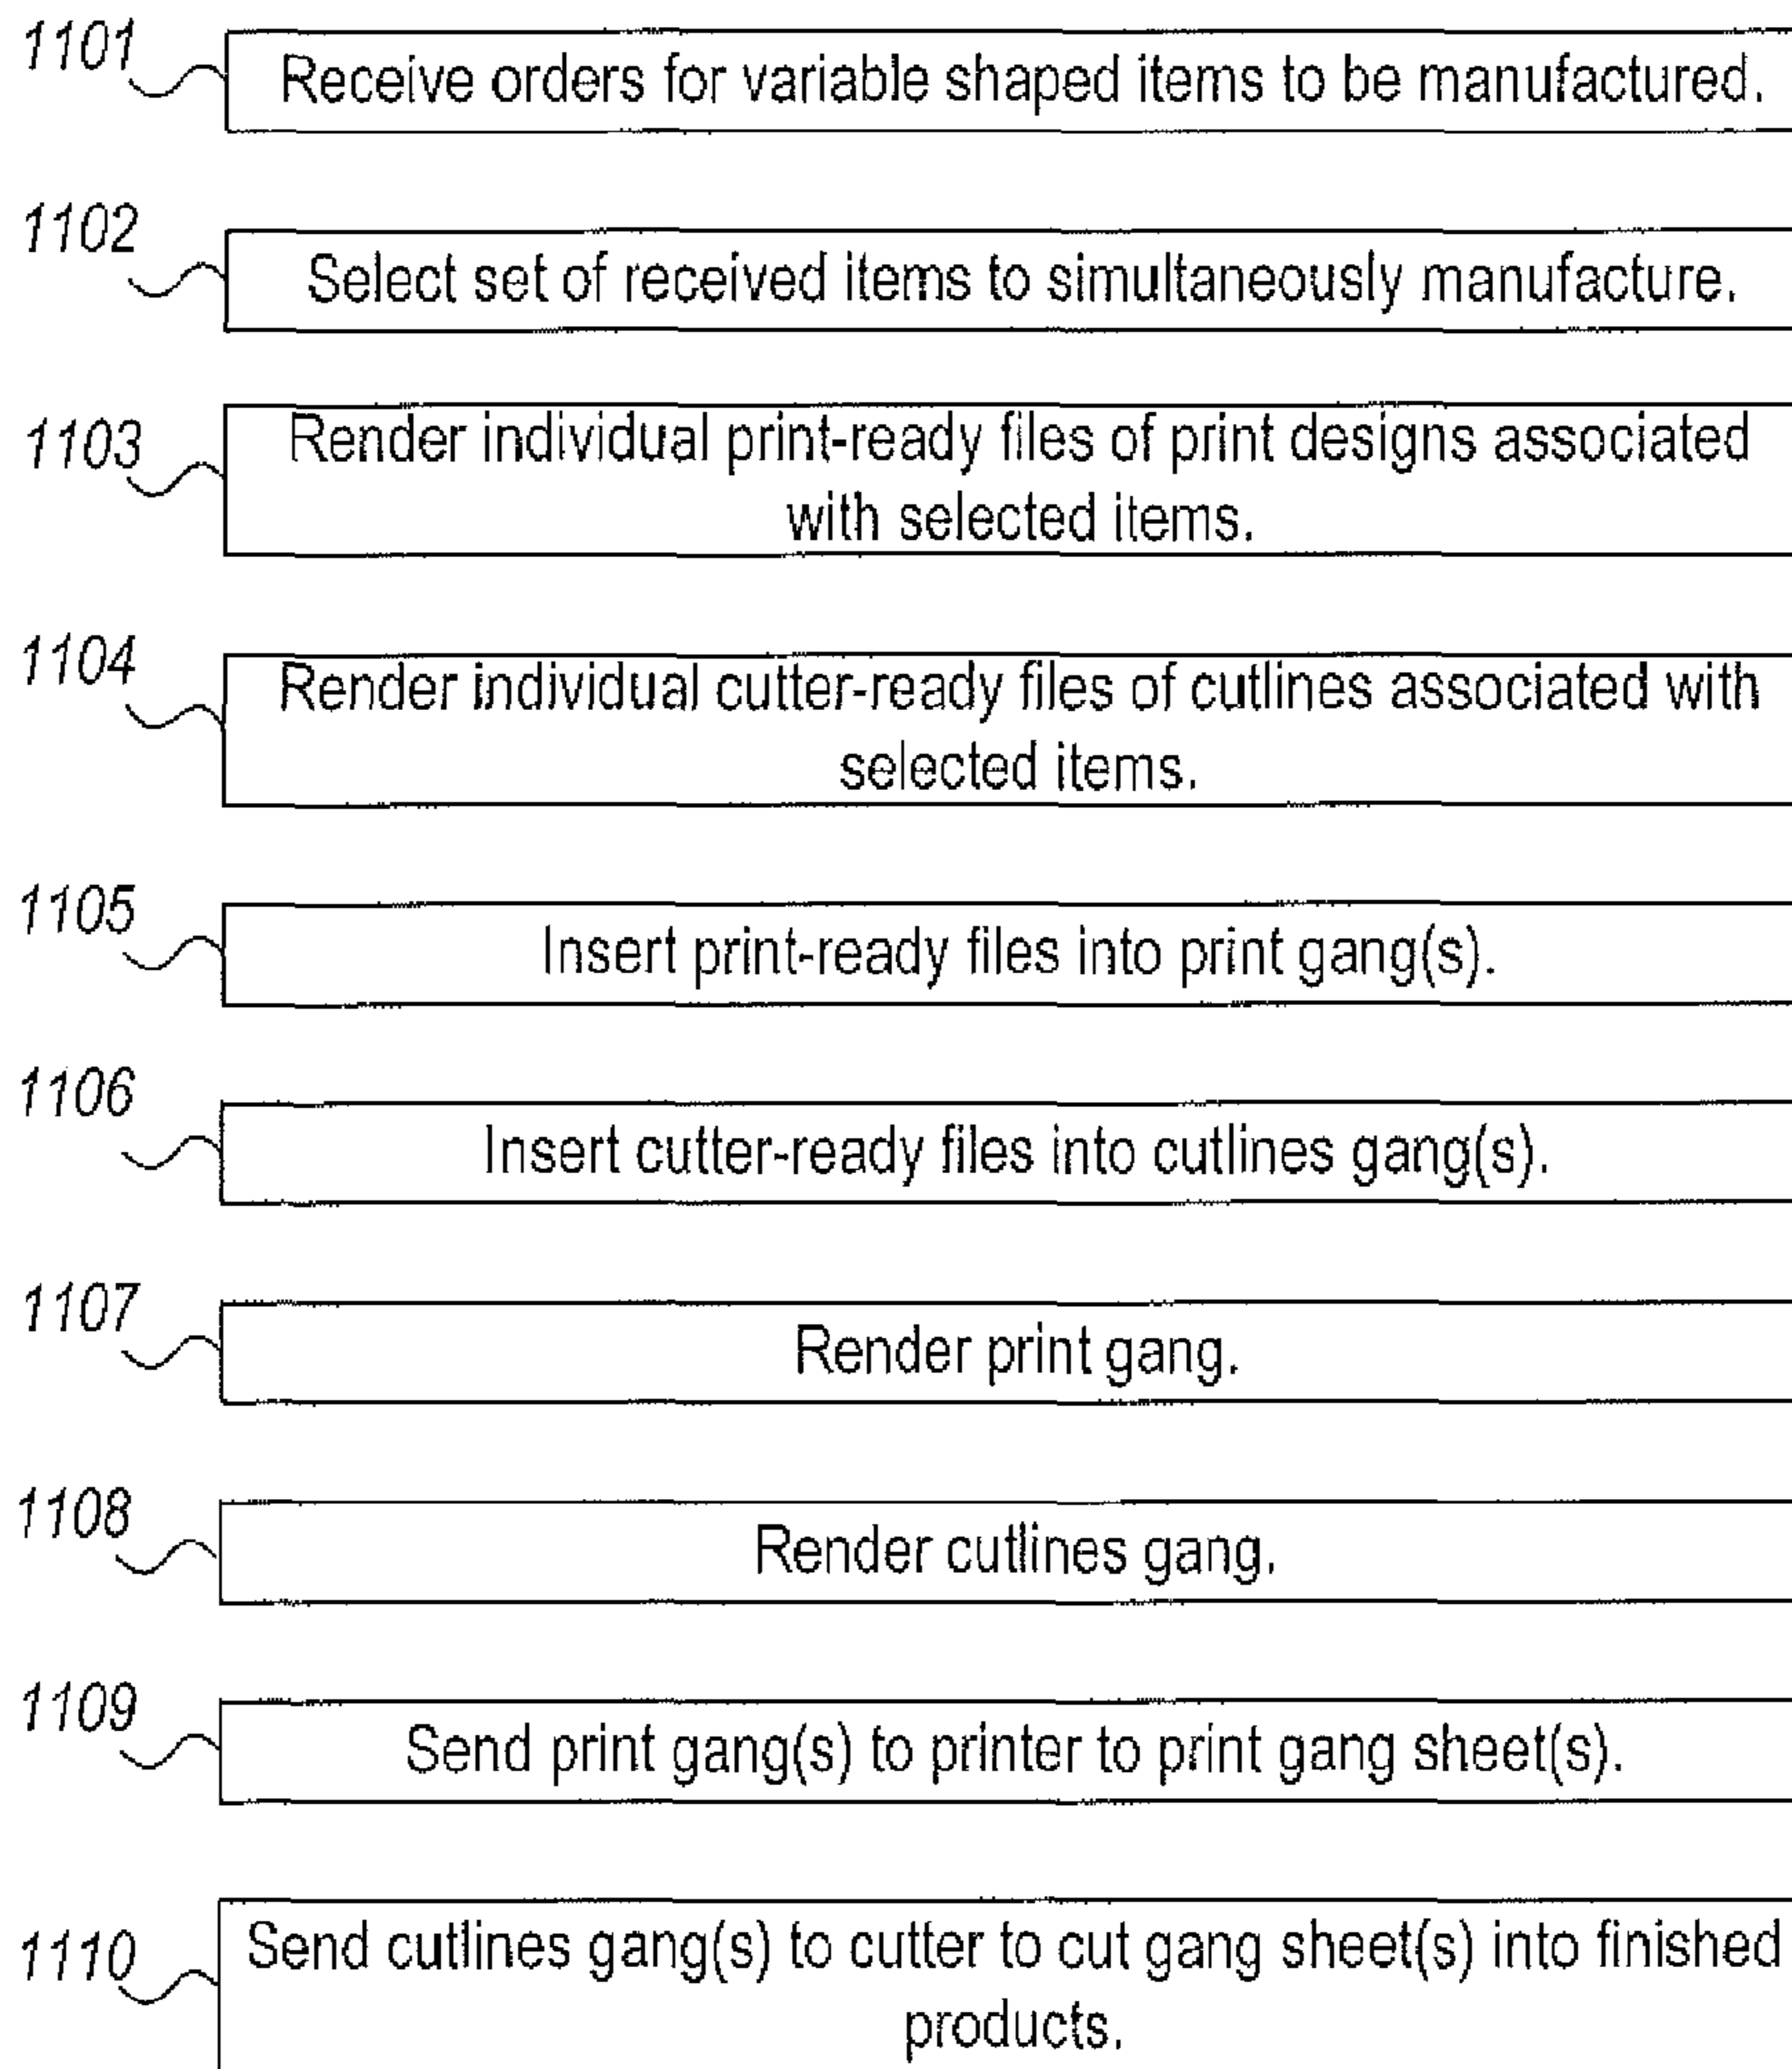 1101
Receive orders for variable shaped items to be manufactured.
1102
Select set of received items to simultaneously manufacture.
1103
Render individual print-ready files of print designs associated
with selected items.
1104
Render individual cutter-ready files of cutlines associated with
selected items.
1105
Insert print-ready files into print gang(s).
1106
Insert cutter-ready files into cutlines gang(s).
1107
Render print gang.
1108
Render cutlines gang.
1109
Send print gang(s) to printer to print gang sheet(s).
1110
Send cutlines gang(s) to cutter to cut gang sheet(s) into finished
products.